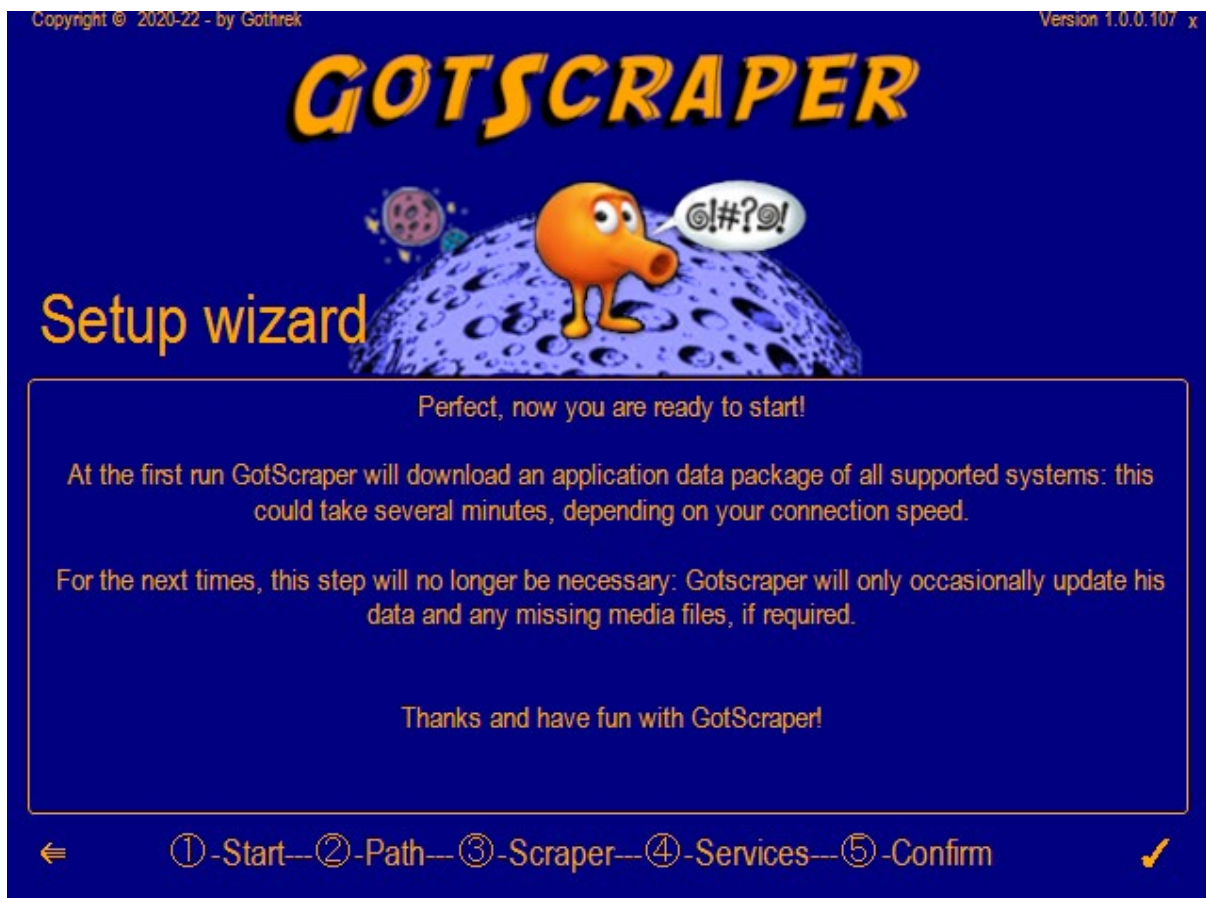 Copyright © 2020-22 - by Gothrek
Version 1.0.0.107 x
GOTSCRAPER
@!#?@!
Setup wizard
Perfect, now you are ready to start!
At the first run GotScraper will download an application data package of all supported systems: this
could take several minutes, depending on your connection speed.
For the next times, this step will no longer be necessary: Gotscraper will only occasionally update his
data and any missing media files, if required.
Thanks and have fun with GotScraper!
⇐ ①-Start---②-Path---③-Scraper---④-Services---⑤-Confirm ✓